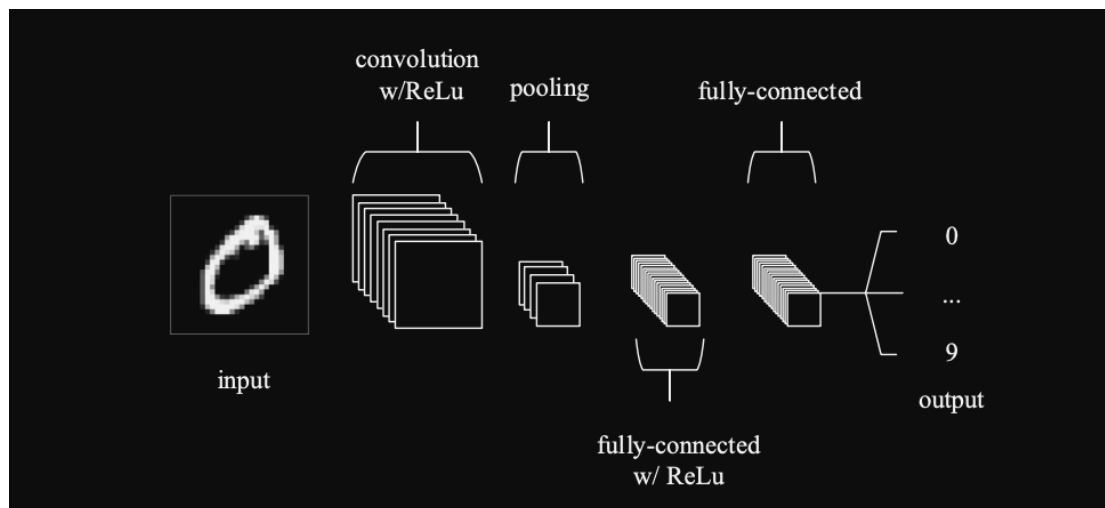 convolution
w/ReLu
pooling
fully-connected
input
fully-connected
w/ ReLu
0
...
9
output